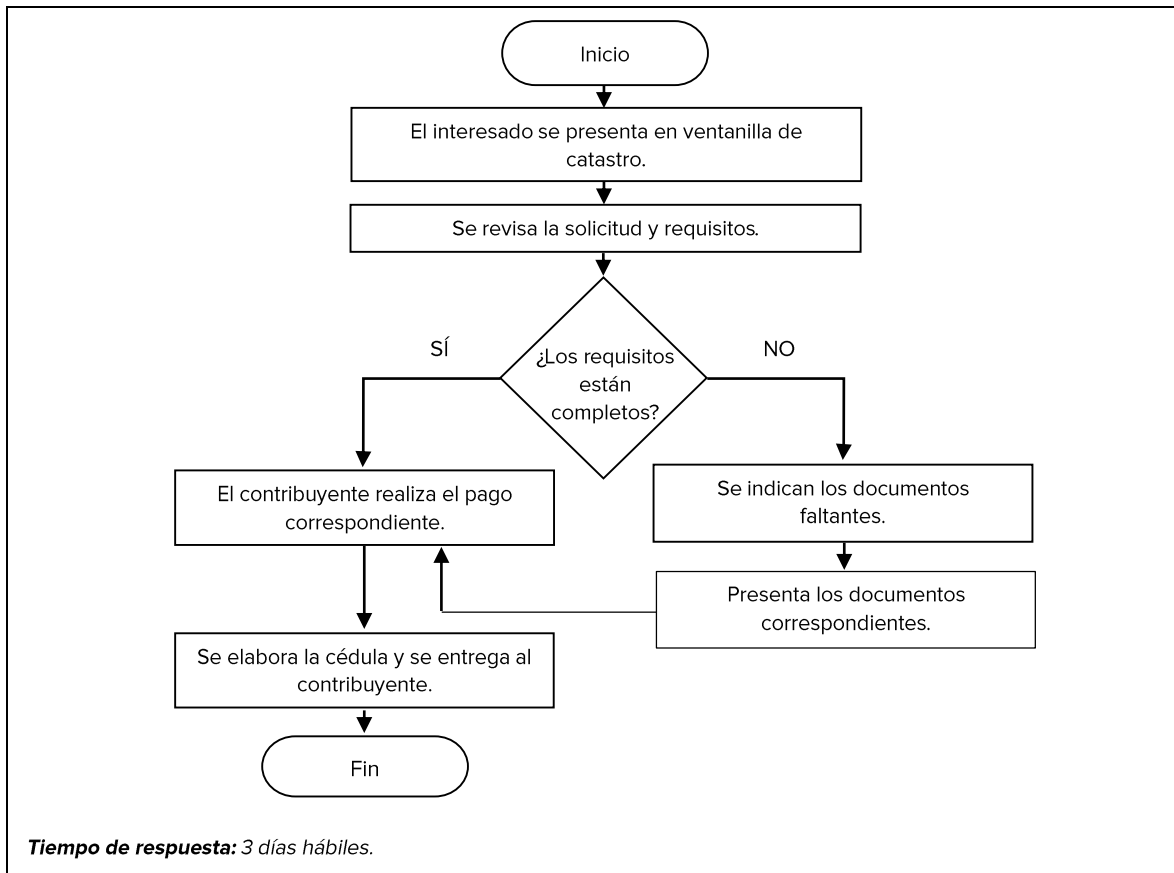 Inicio
El interesado se presenta en ventanilla de
catastro.
Se revisa la solicitud y requisitos.
SÍ
NO
¿Los requisitos
están
completos?
El contribuyente realiza el pago
correspondiente.
Se indican los documentos
faltantes.
Presenta los documentos
correspondientes.
Se elabora la cédula y se entrega al
contribuyente.
Fin
Tiempo de respuesta: 3 días hábiles.